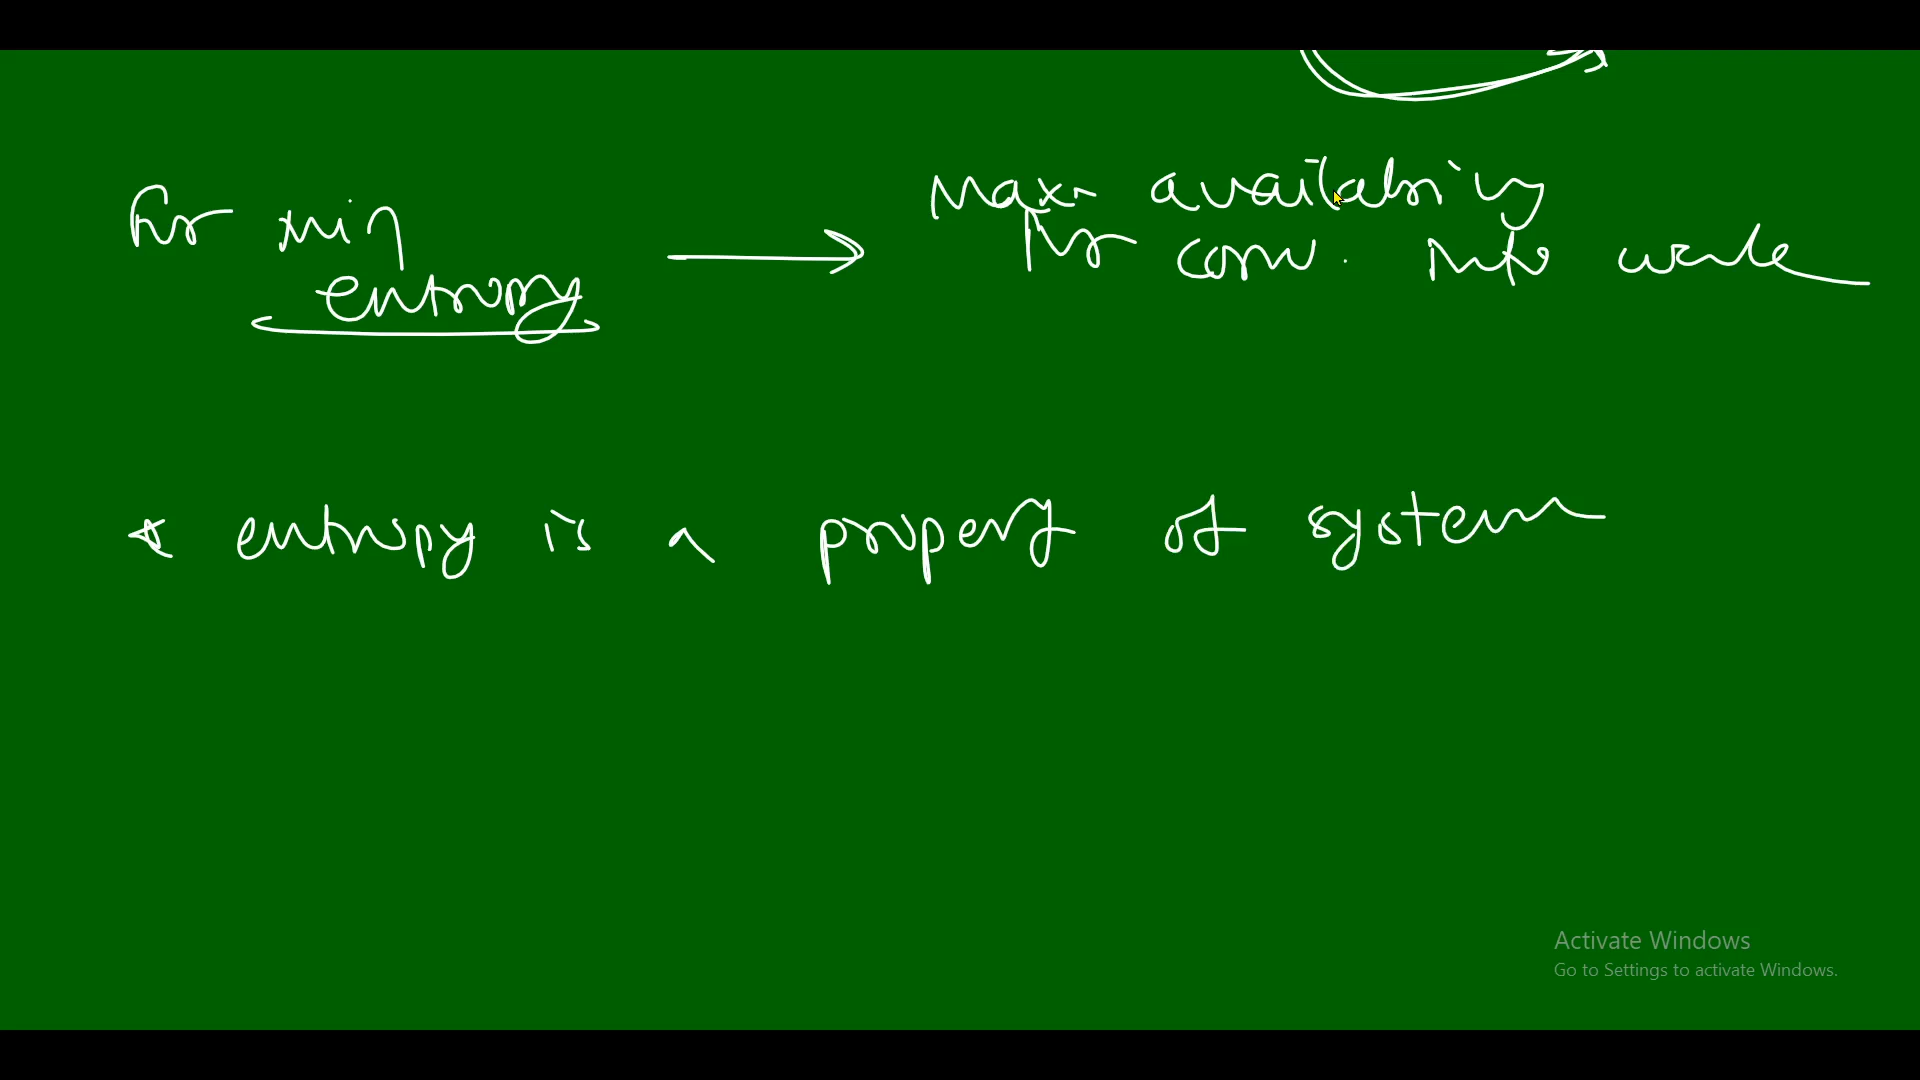 For min
entropy
Max. availability
for conv. into work
* entropy is a property of system
Activate Windows
Go to Settings to activate Windows.